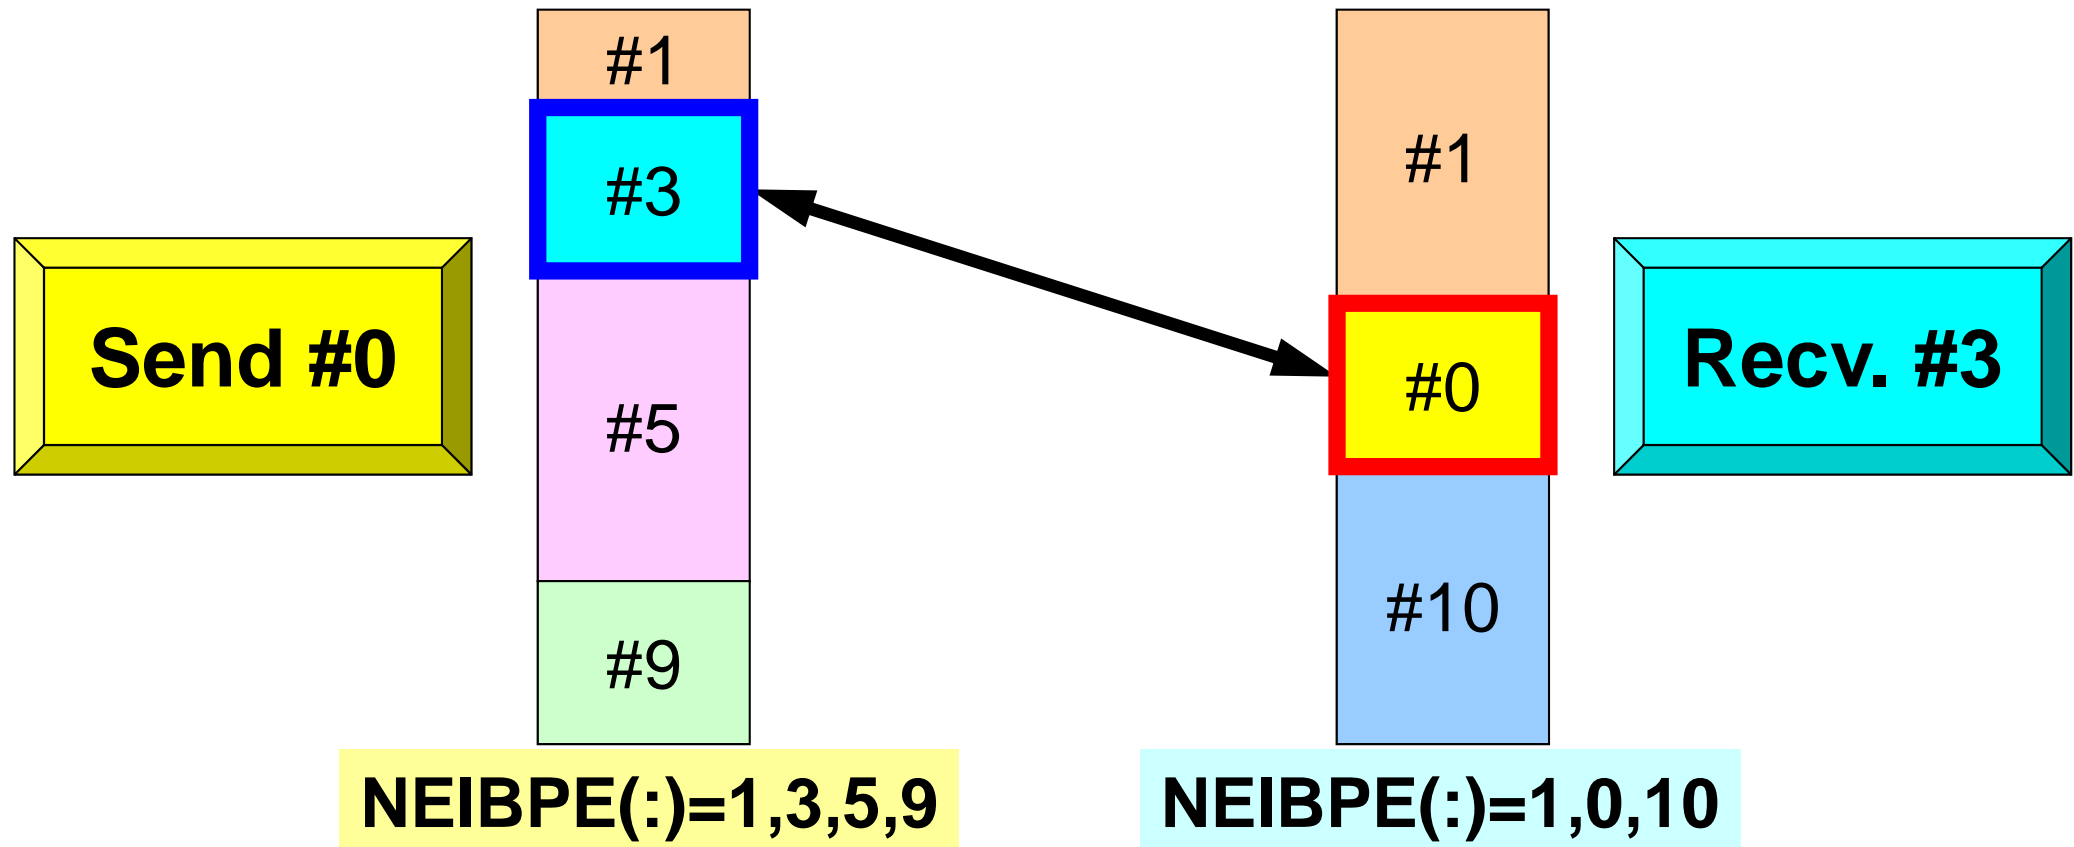 #1
#3
#5
#9
Send #0
NEIBPE(:)=1,3,5,9
#1
#0
#10
Recv. #3
NEIBPE(:)=1,0,10